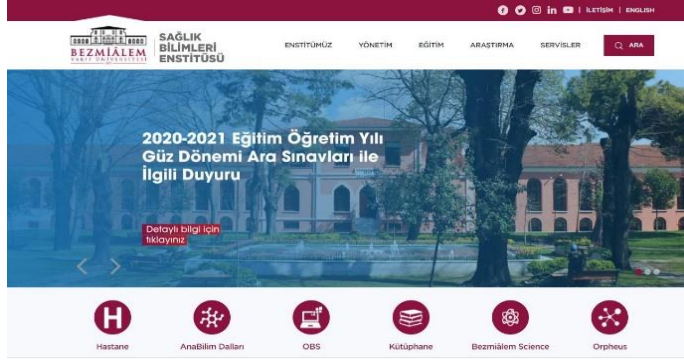 İLETİŞİM | ENGLISH
BEZMİÂLEM
VAKIF ÜNİVERSİTESİ
SAĞLIK
BİLİMLERİ
ENSTİTÜSÜ
ENSTİTÜMÜZ YÖNETİM EĞİTİM ARAŞTIRMA SERVİSLER ARA
2020-2021 Eğitim Öğretim Yılı
Güz Dönemi Ara Sınavları ile
İlgili Duyuru
Detaylı bilgi için
tıklayınız
Hastane AnaBilim Dalları OBS Kütüphane Bezmiâlem Science Orpheus